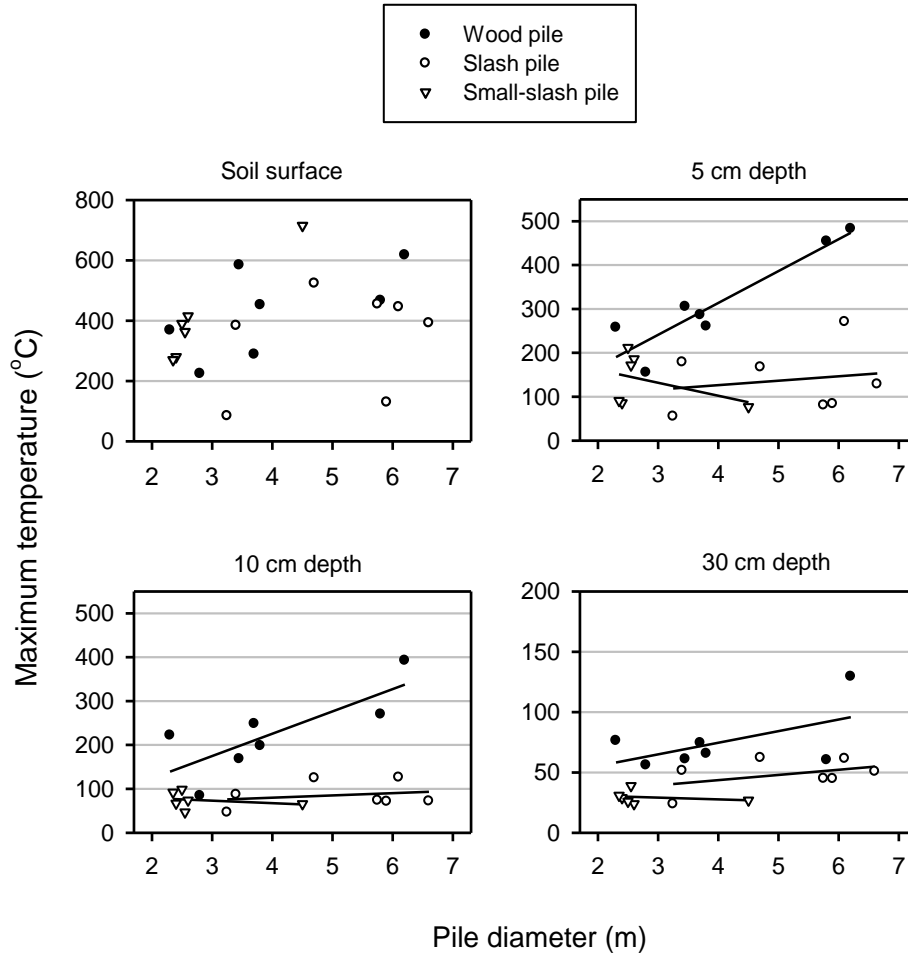 Wood pile
Slash pile
Small-slash pile
Soil surface
5 cm depth
800
600
400
200
0
2 3 4 5 6 7
500
400
300
200
100
0
2 3 4 5 6 7
10 cm depth
30 cm depth
500
400
300
200
100
0
2 3 4 5 6 7
200
150
100
50
0
2 3 4 5 6 7
Maximum temperature (°C)
Pile diameter (m)